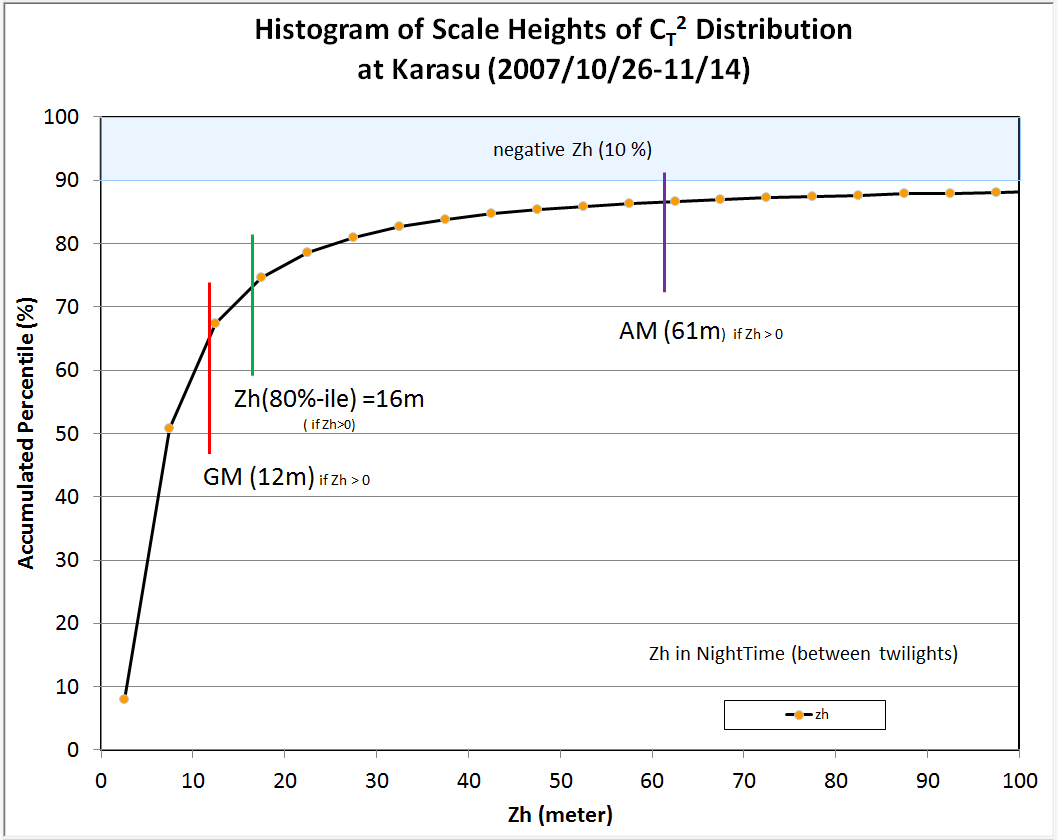 Histogram of Scale Heights of C_T^2 Distribution
at Karasu (2007/10/26-11/14)
100
90
80
70
60
50
40
30
20
10
0
Accumulated Percentile (%)
negative Zh (10 %)
AM (61m) if Zh > 0
Zh(80%-ile) =16m
( if Zh>0)
GM (12m) if Zh > 0
Zh in NightTime (between twilights)
zh
0 10 20 30 40 50 60 70 80 90 100
Zh (meter)